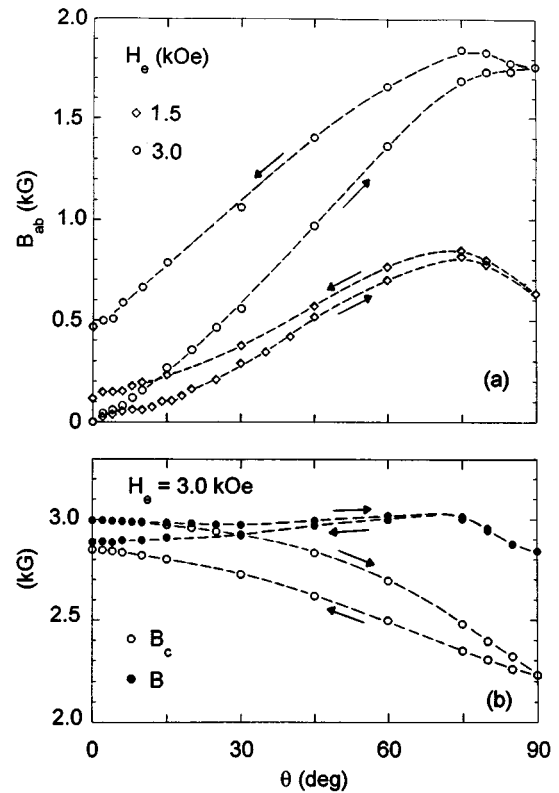 2.0
H_e (kOe)
◇ 1.5
○ 3.0
1.5
B_ab (kG)
1.0
0.5
(a)
0
H_e = 3.0 kOe
3.0
(kG)
2.5
○ B_c
● B
(b)
2.0
0 30 60 90
θ (deg)